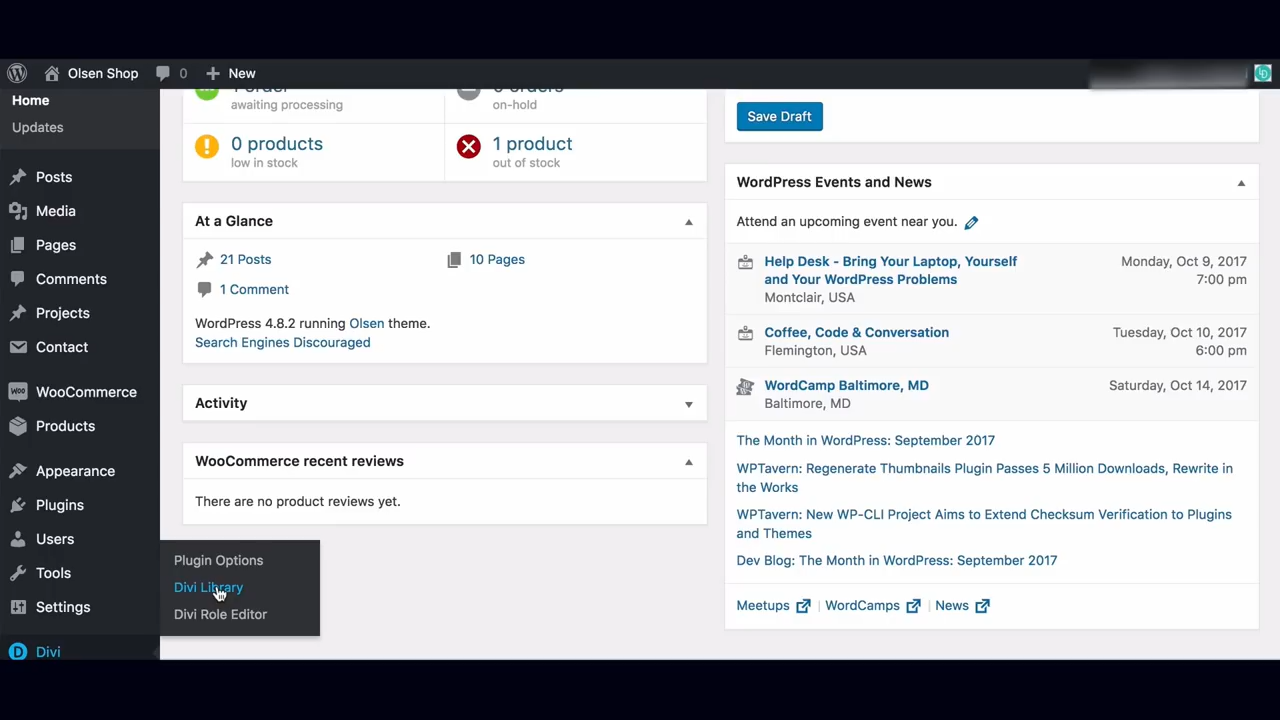 Olsen Shop
0
New
Home
Updates
Posts
Media
Pages
Comments
Projects
Contact
WooCommerce
Products
Appearance
Plugins
Users
Tools
Settings
Divi
Plugin Options
Divi Library
Divi Role Editor
1 order
awaiting processing
0 orders
on-hold
0 products
low in stock
1 product
out of stock
At a Glance
21 Posts
10 Pages
1 Comment
WordPress 4.8.2 running Olsen theme.
Search Engines Discouraged
Activity
WooCommerce recent reviews
There are no product reviews yet.
Save Draft
WordPress Events and News
Attend an upcoming event near you.
Help Desk - Bring Your Laptop, Yourself
and Your WordPress Problems
Montclair, USA
Monday, Oct 9, 2017
7:00 pm
Coffee, Code & Conversation
Flemington, USA
Tuesday, Oct 10, 2017
6:00 pm
WordCamp Baltimore, MD
Baltimore, MD
Saturday, Oct 14, 2017
The Month in WordPress: September 2017
WPTavern: Regenerate Thumbnails Plugin Passes 5 Million Downloads, Rewrite in
the Works
WPTavern: New WP-CLI Project Aims to Extend Checksum Verification to Plugins
and Themes
Dev Blog: The Month in WordPress: September 2017
Meetups | WordCamps | News